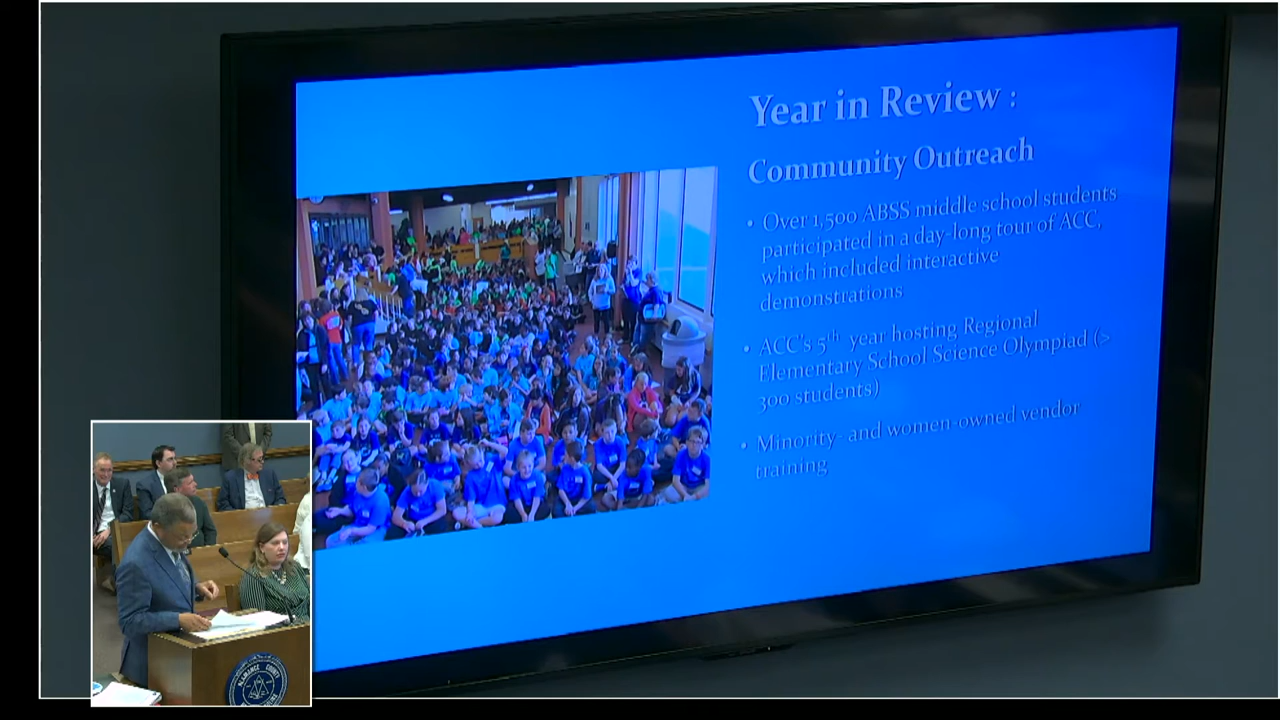 Year in Review :
Community Outreach
• Over 1,500 ABSS middle school students
participated in a day-long tour of ACC,
which included interactive
demonstrations
• ACC's 5th year hosting Regional
Elementary School Science Olympiad (>
300 students)
• Minority- and women-owned vendor
training
ALAMANCE COUNTY